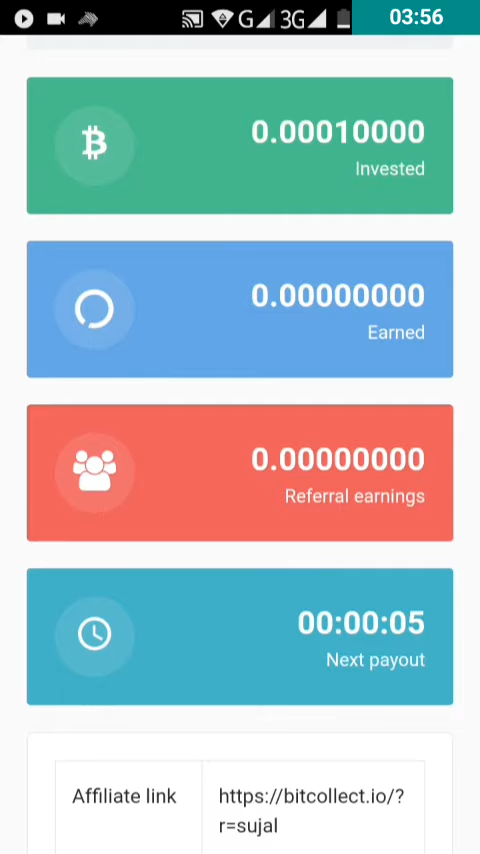 G 3G 03:56
0.00010000
Invested
0.00000000
Earned
0.00000000
Referral earnings
00:00:05
Next payout
Affiliate link https://bitcollect.io/?
r=sujal